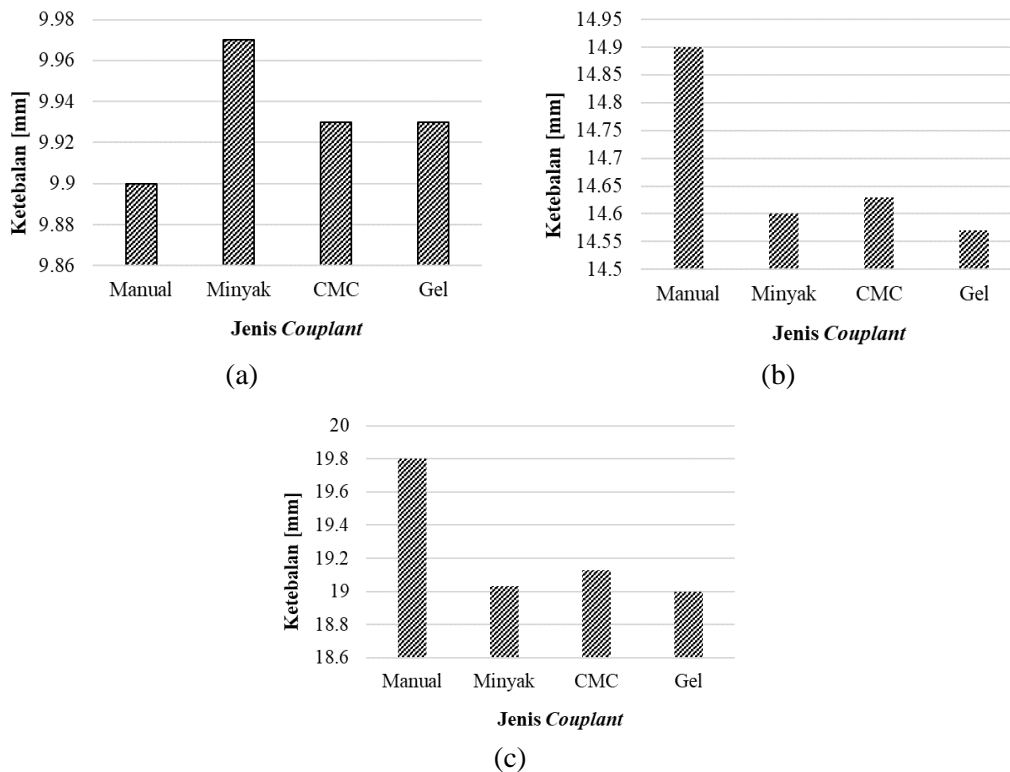 Ketebalan [mm]
9.98
9.96
9.94
9.92
9.9
9.88
9.86
Manual Minyak CMC Gel
Jenis Couplant
(a)
Ketebalan [mm]
14.95
14.9
14.85
14.8
14.75
14.7
14.65
14.6
14.55
14.5
Manual Minyak CMC Gel
Jenis Couplant
(b)
Ketebalan [mm]
20
19.8
19.6
19.4
19.2
19
18.8
18.6
Manual Minyak CMC Gel
Jenis Couplant
(c)